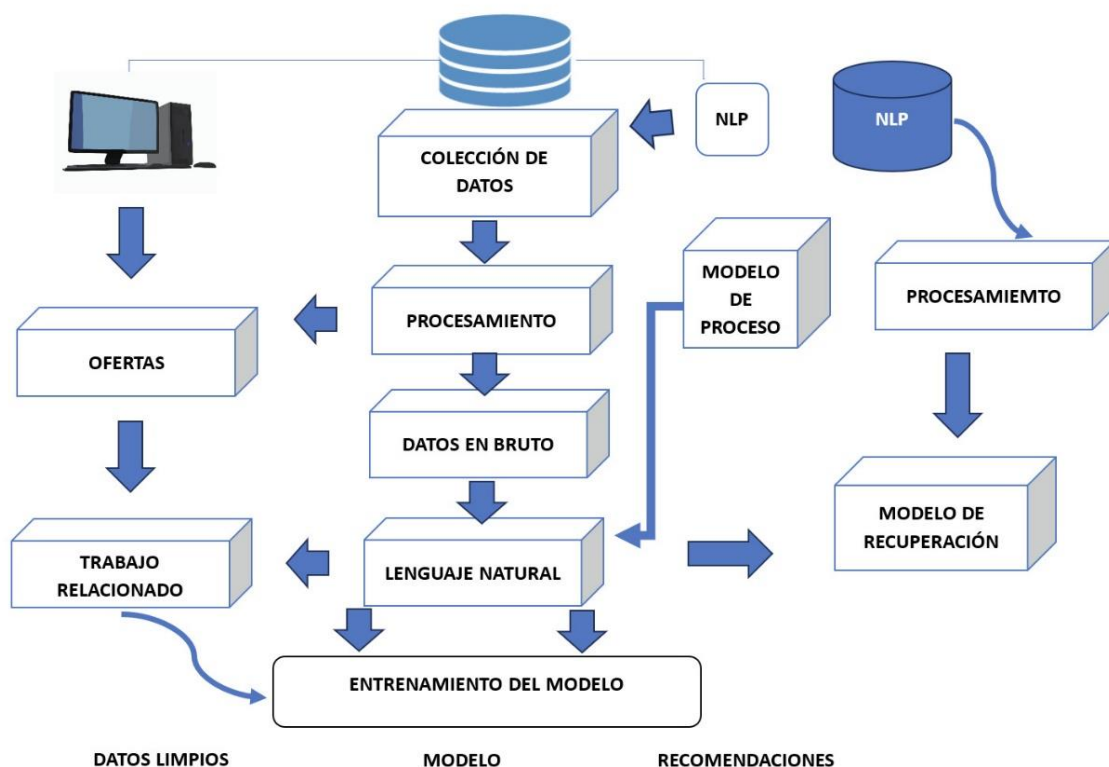 NLP
NLP
COLECCIÓN DE
DATOS
MODELO
DE
PROCESO
PROCESAMIEMTO
PROCESAMIENTO
OFERTAS
DATOS EN BRUTO
MODELO DE
RECUPERACIÓN
TRABAJO
RELACIONADO
LENGUAJE NATURAL
ENTRENAMIENTO DEL MODELO
DATOS LIMPIOS
MODELO
RECOMENDACIONES